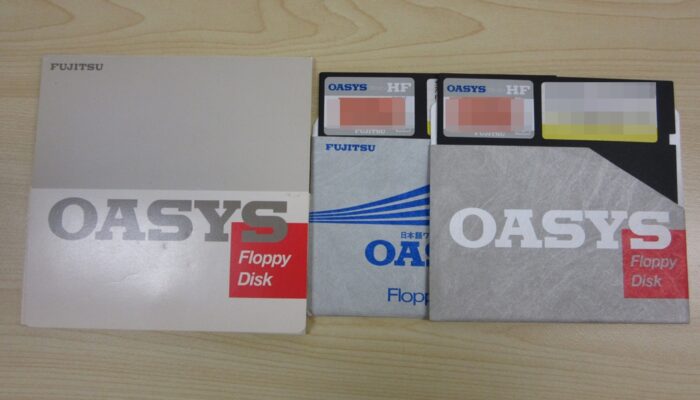 FUJITSU
OASYS
Floppy
Disk
OASYS HF
FUJITSU
FUJITSU
日本語ワ
OAS
Flopp
OASYS HF
FUJITSU
OASYS
Floppy
Disk